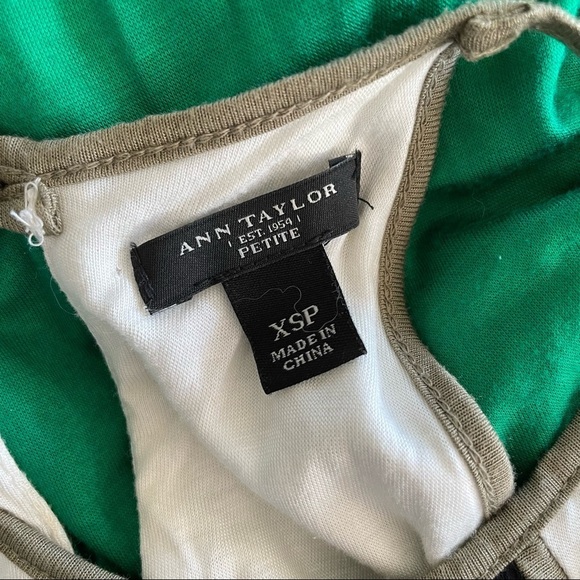 ANN TAYLOR
EST. 1954
PETITE
XSP
MADE IN
CHINA